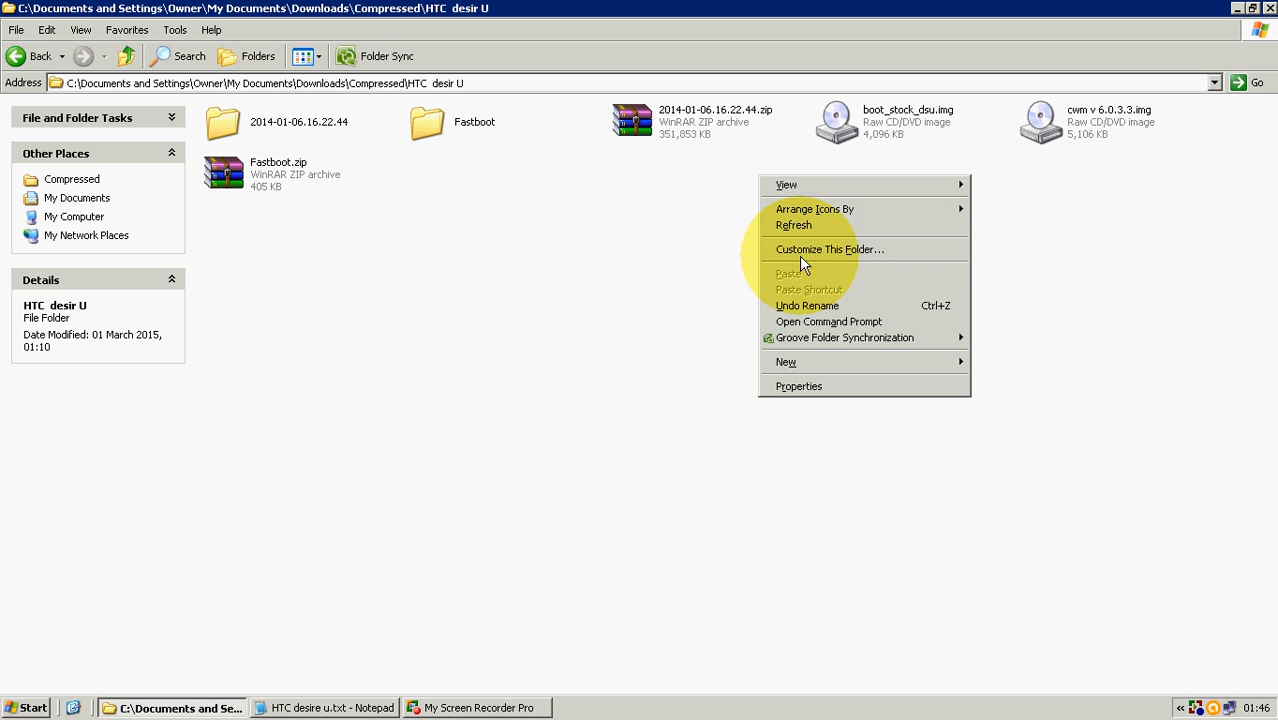 C:\Documents and Settings\Owner\My Documents\Downloads\Compressed\HTC  desir U
File Edit View Favorites Tools Help
Back Search Folders Folder Sync
Address C:\Documents and Settings\Owner\My Documents\Downloads\Compressed\HTC  desir U Go
File and Folder Tasks
Other Places
Compressed
My Documents
My Computer
My Network Places
Details
HTC  desir U
File Folder
Date Modified: 01 March 2015,
01:10
2014-01-06.16.22.44
Fastboot
2014-01-06.16.22.44.zip
WinRAR ZIP archive
351,853 KB
boot_stock_dsu.img
Raw CD/DVD image
4,096 KB
cwm v 6.0.3.3.img
Raw CD/DVD image
5,106 KB
Fastboot.zip
WinRAR ZIP archive
405 KB
View
Arrange Icons By
Refresh
Customize This Folder...
Paste
Paste Shortcut
Undo Rename Ctrl+Z
Open Command Prompt
Groove Folder Synchronization
New
Properties
Start C:\Documents and Se... HTC desire u.txt - Notepad My Screen Recorder Pro 01:46